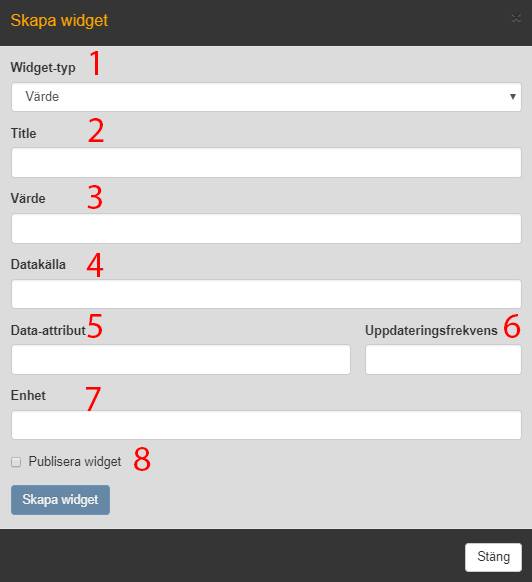 Skapa widget ×
Widget-typ 1
Värde
Title 2
Värde 3
Datakälla 4
Data-attribut 5 Uppdateringsfrekvens 6
Enhet 7
Publisera widget 8
Skapa widget
Stäng